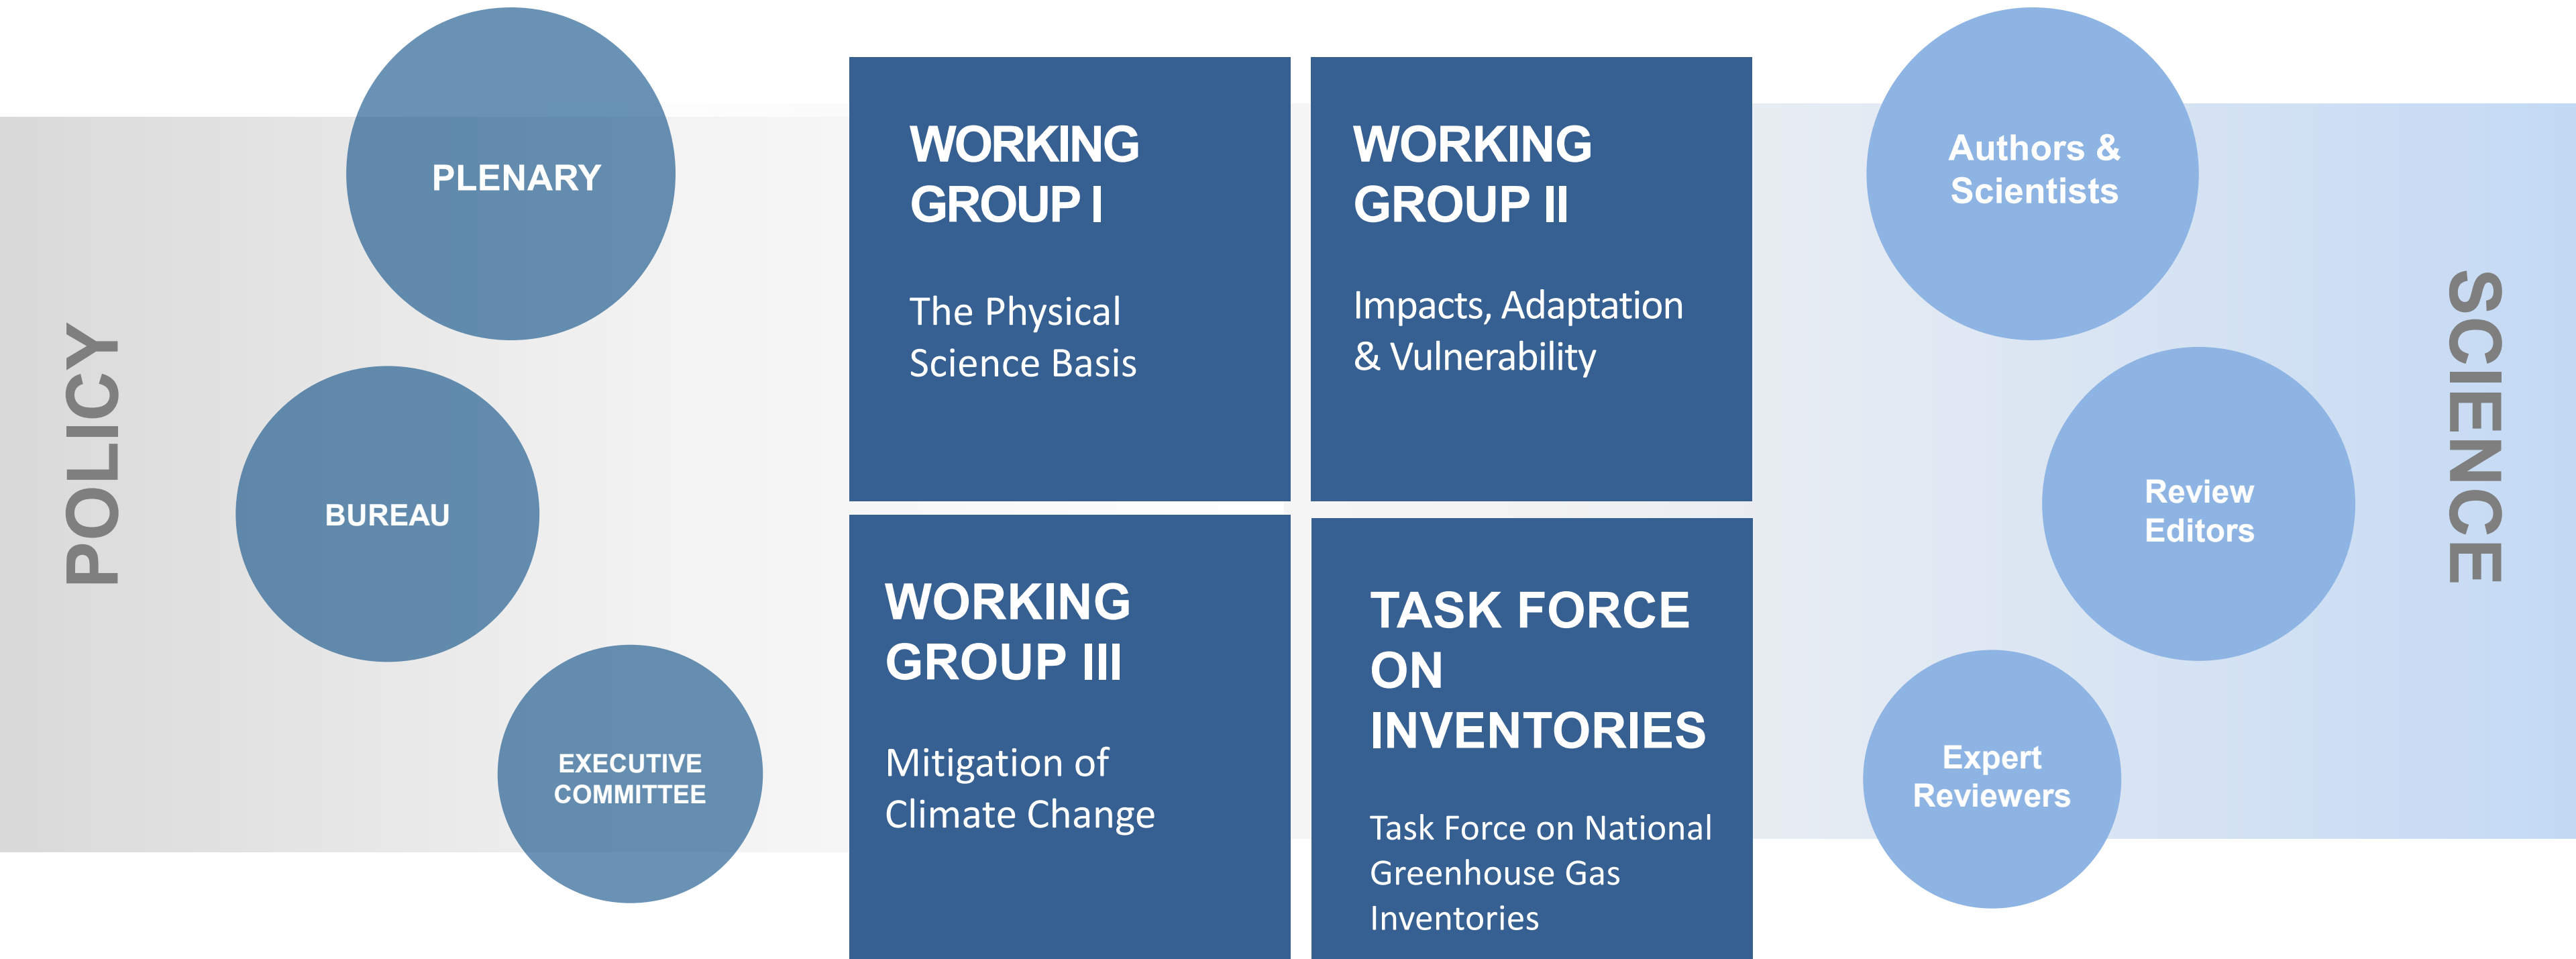 POLICY
PLENARY
BUREAU
EXECUTIVE
COMMITTEE
WORKING
GROUP I
The Physical
Science Basis
WORKING
GROUP II
Impacts, Adaptation
& Vulnerability
WORKING
GROUP III
Mitigation of
Climate Change
TASK FORCE
ON
INVENTORIES
Task Force on National
Greenhouse Gas
Inventories
Authors &
Scientists
Review
Editors
Expert
Reviewers
SCIENCE